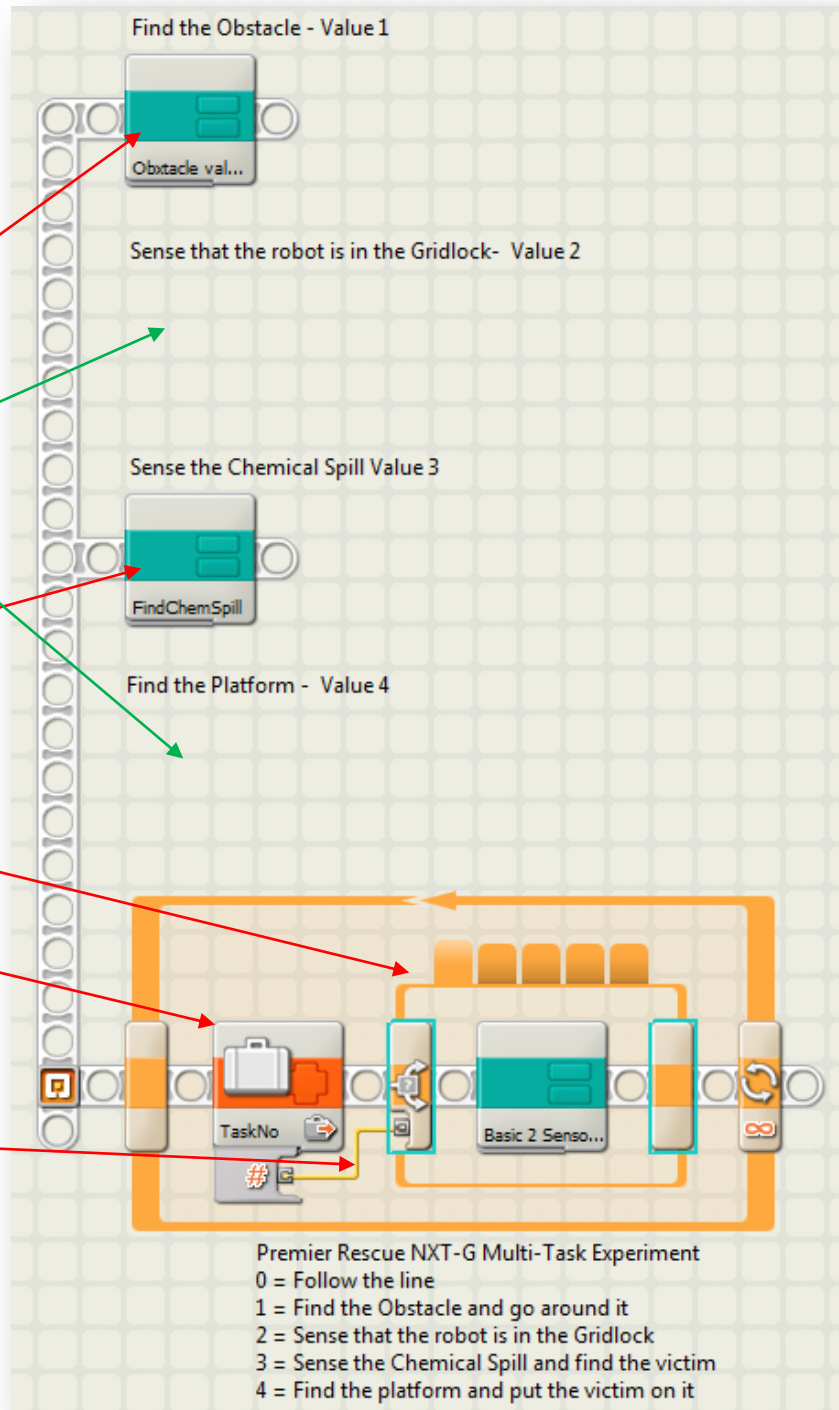 Find the Obstacle - Value 1
Obxtacle val...
Sense that the robot is in the Gridlock-  Value 2
Sense the Chemical Spill Value 3
FindChemSpill
Find the Platform -  Value 4
TaskNo
#
Basic 2 Senso...
Premier Rescue NXT-G Multi-Task Experiment
0 = Follow the line
1 = Find the Obstacle and go around it
2 = Sense that the robot is in the Gridlock
3 = Sense the Chemical Spill and find the victim
4 = Find the platform and put the victim on it